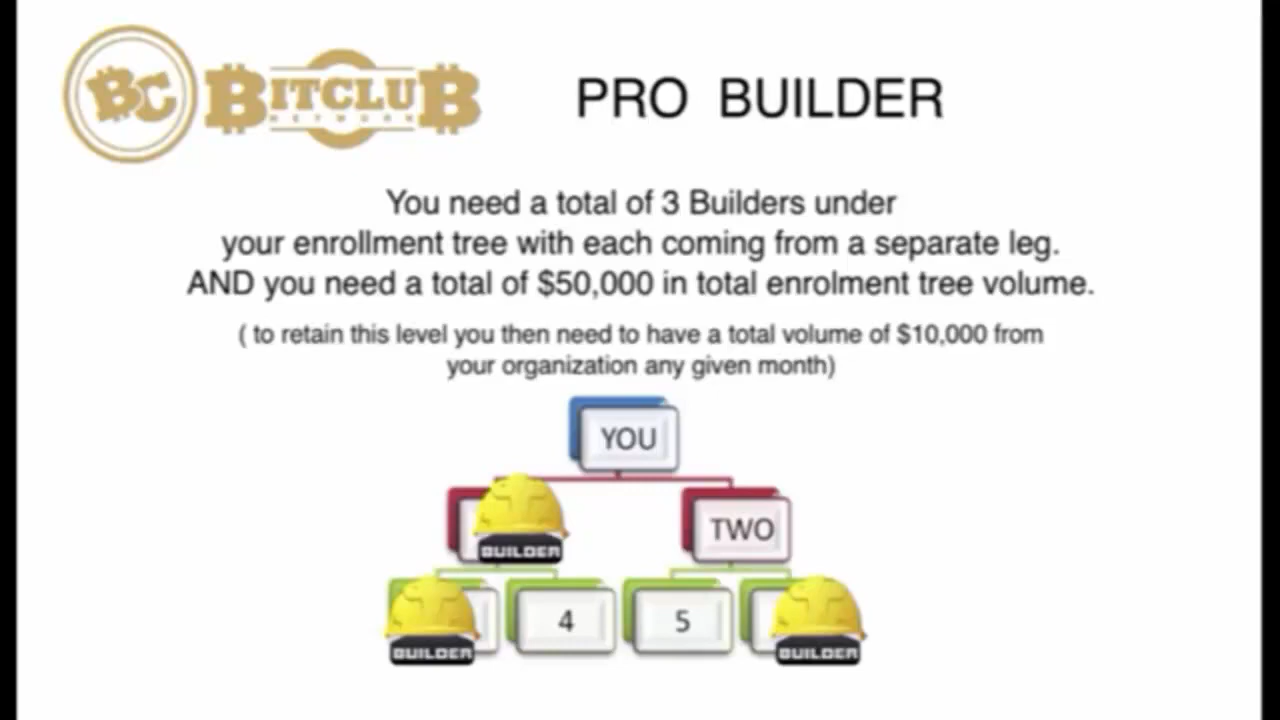 BC BITCLUB
NETWORK
PRO BUILDER
You need a total of 3 Builders under
your enrollment tree with each coming from a separate leg.
AND you need a total of $50,000 in total enrolment tree volume.
( to retain this level you then need to have a total volume of $10,000 from
your organization any given month)
YOU
BUILDER
TWO
BUILDER
4
5
BUILDER